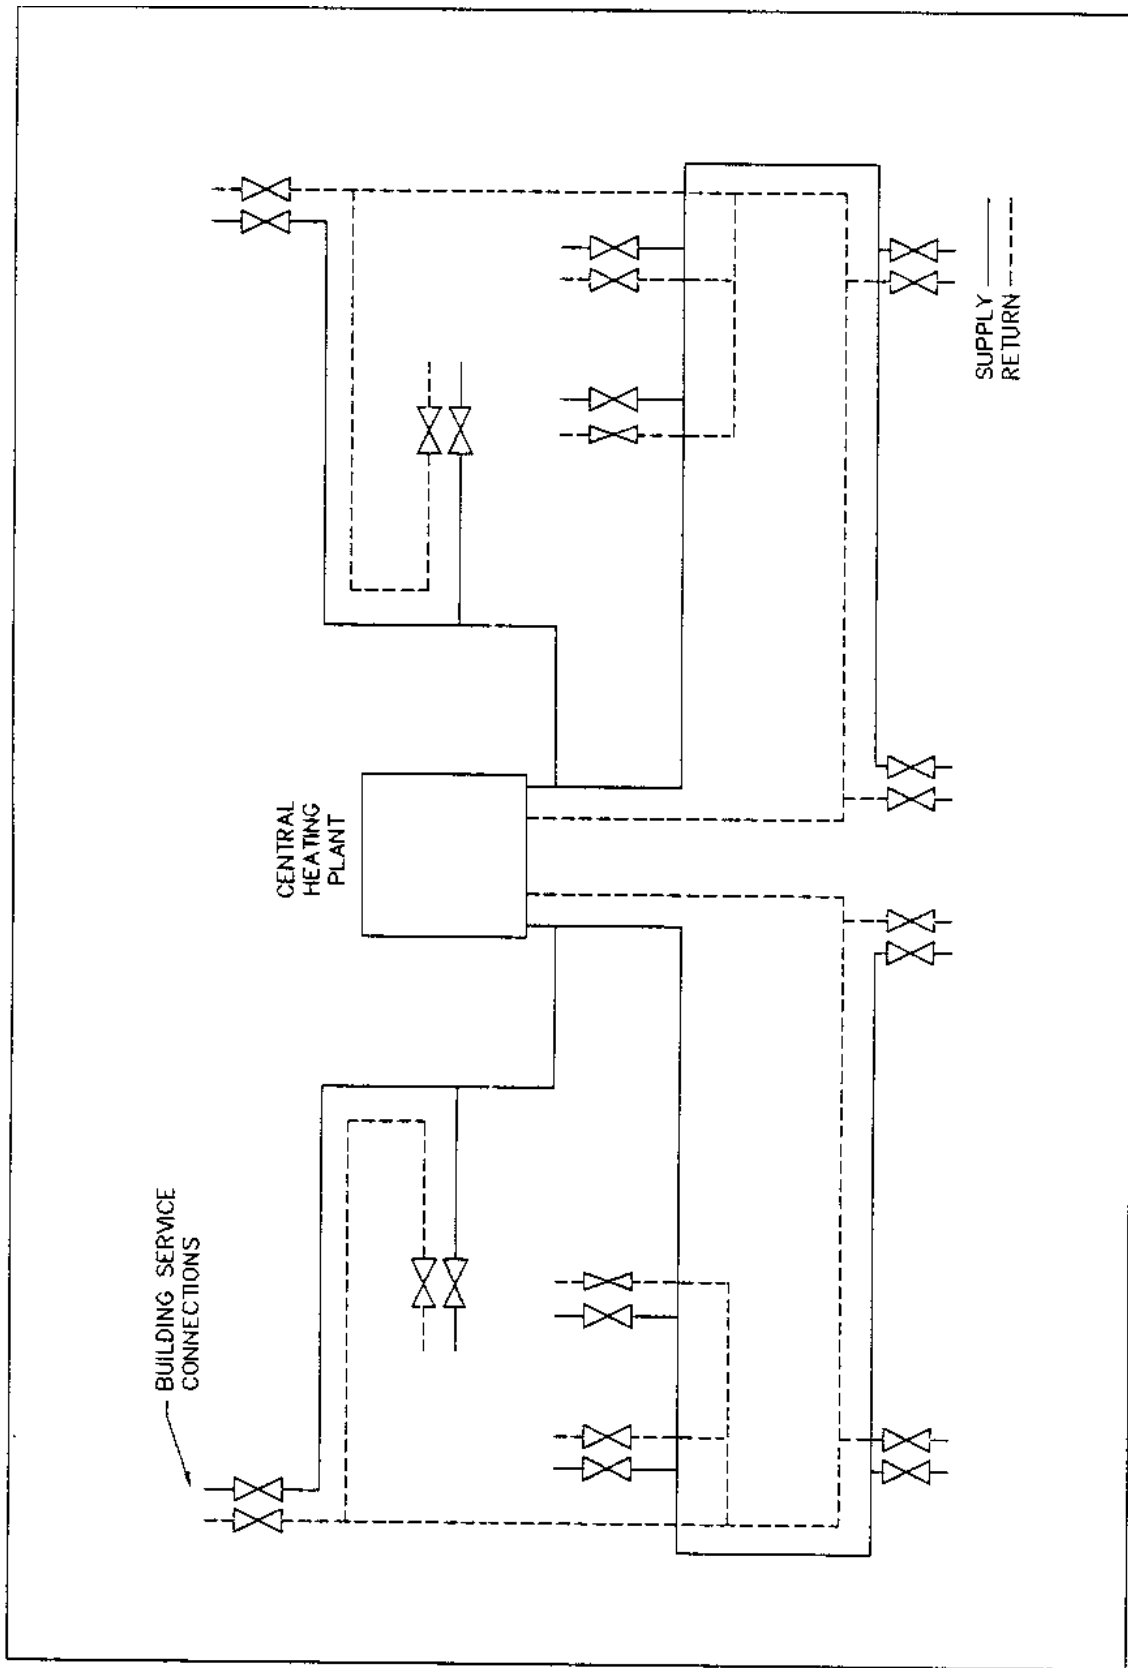 BUILDING SERVICE
CONNECTIONS
CENTRAL
HEATING
PLANT
SUPPLY
RETURN